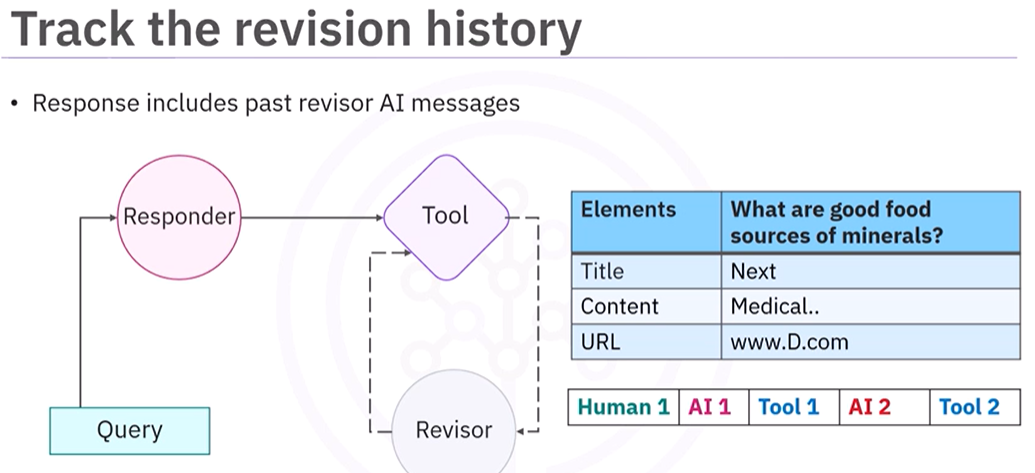 Track the revision history
• Response includes past revisor AI messages
Responder
Tool
Query
Revisor
Elements
What are good food
sources of minerals?
Title
Next
Content
Medical..
URL
www.D.com
Human 1
AI 1
Tool 1
AI 2
Tool 2